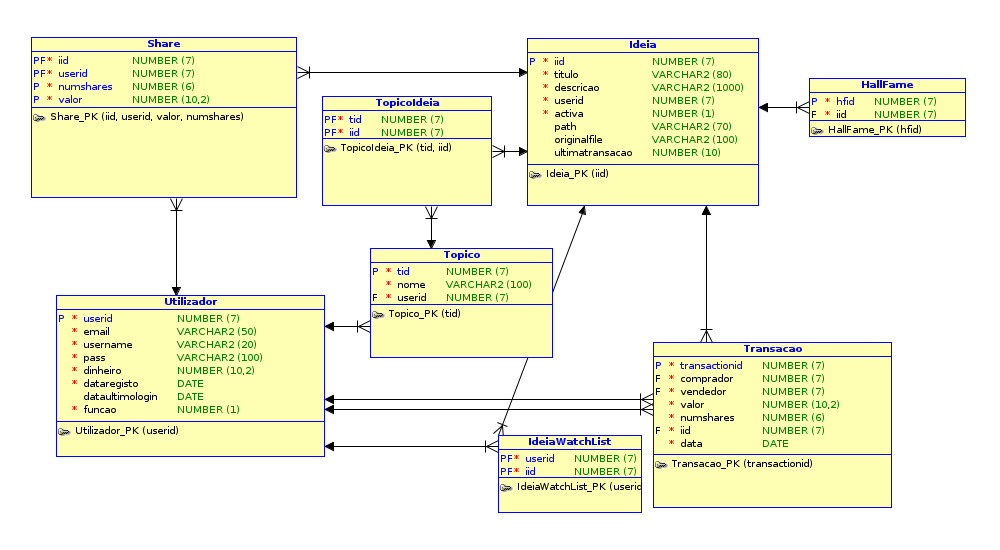 Share
PF* iid NUMBER (7)
PF* userid NUMBER (7)
P * numshares NUMBER (6)
P * valor NUMBER (10,2)
Share_PK (iid, userid, valor, numshares)
Ideia
P * iid NUMBER (7)
* titulo VARCHAR2 (80)
* descricao VARCHAR2 (1000)
* userid NUMBER (7)
* activa NUMBER (1)
path VARCHAR2 (70)
originalfile VARCHAR2 (100)
ultimatransacao NUMBER (10)
Ideia_PK (iid)
HallFame
P * hfid NUMBER (7)
F * iid NUMBER (7)
HallFame_PK (hfid)
TopicoIdeia
PF* tid NUMBER (7)
PF* iid NUMBER (7)
TopicoIdeia_PK (tid, iid)
Topico
P * tid NUMBER (7)
* nome VARCHAR2 (100)
F * userid NUMBER (7)
Topico_PK (tid)
Utilizador
P * userid NUMBER (7)
* email VARCHAR2 (50)
* username VARCHAR2 (20)
* pass VARCHAR2 (100)
* dinheiro NUMBER (10,2)
* dataregisto DATE
dataultimologin DATE
* funcao NUMBER (1)
Utilizador_PK (userid)
Transacao
P * transactionid NUMBER (7)
F * comprador NUMBER (7)
F * vendedor NUMBER (7)
* valor NUMBER (10,2)
* numshares NUMBER (6)
F * iid NUMBER (7)
* data DATE
Transacao_PK (transactionid)
IdeiaWatchList
PF* userid NUMBER (7)
PF* iid NUMBER (7)
IdeiaWatchList_PK (useric